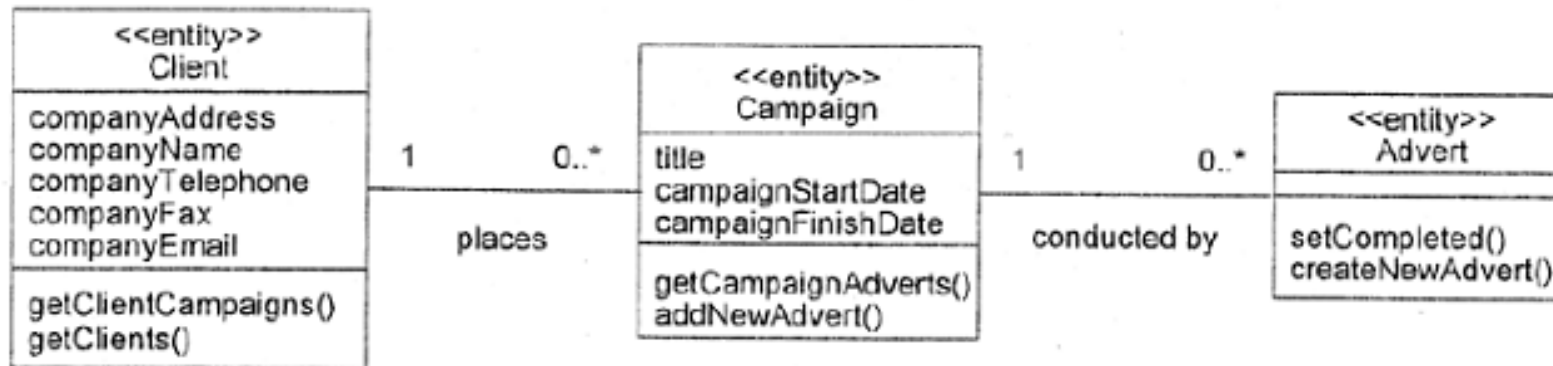 <<entity>>
Client
companyAddress
companyName
companyTelephone
companyFax
companyEmail
getClientCampaigns()
getClients()
1
0..*
places
<<entity>>
Campaign
title
campaignStartDate
campaignFinishDate
getCampaignAdverts()
addNewAdvert()
1
0..*
conducted by
<<entity>>
Advert
setCompleted()
createNewAdvert()